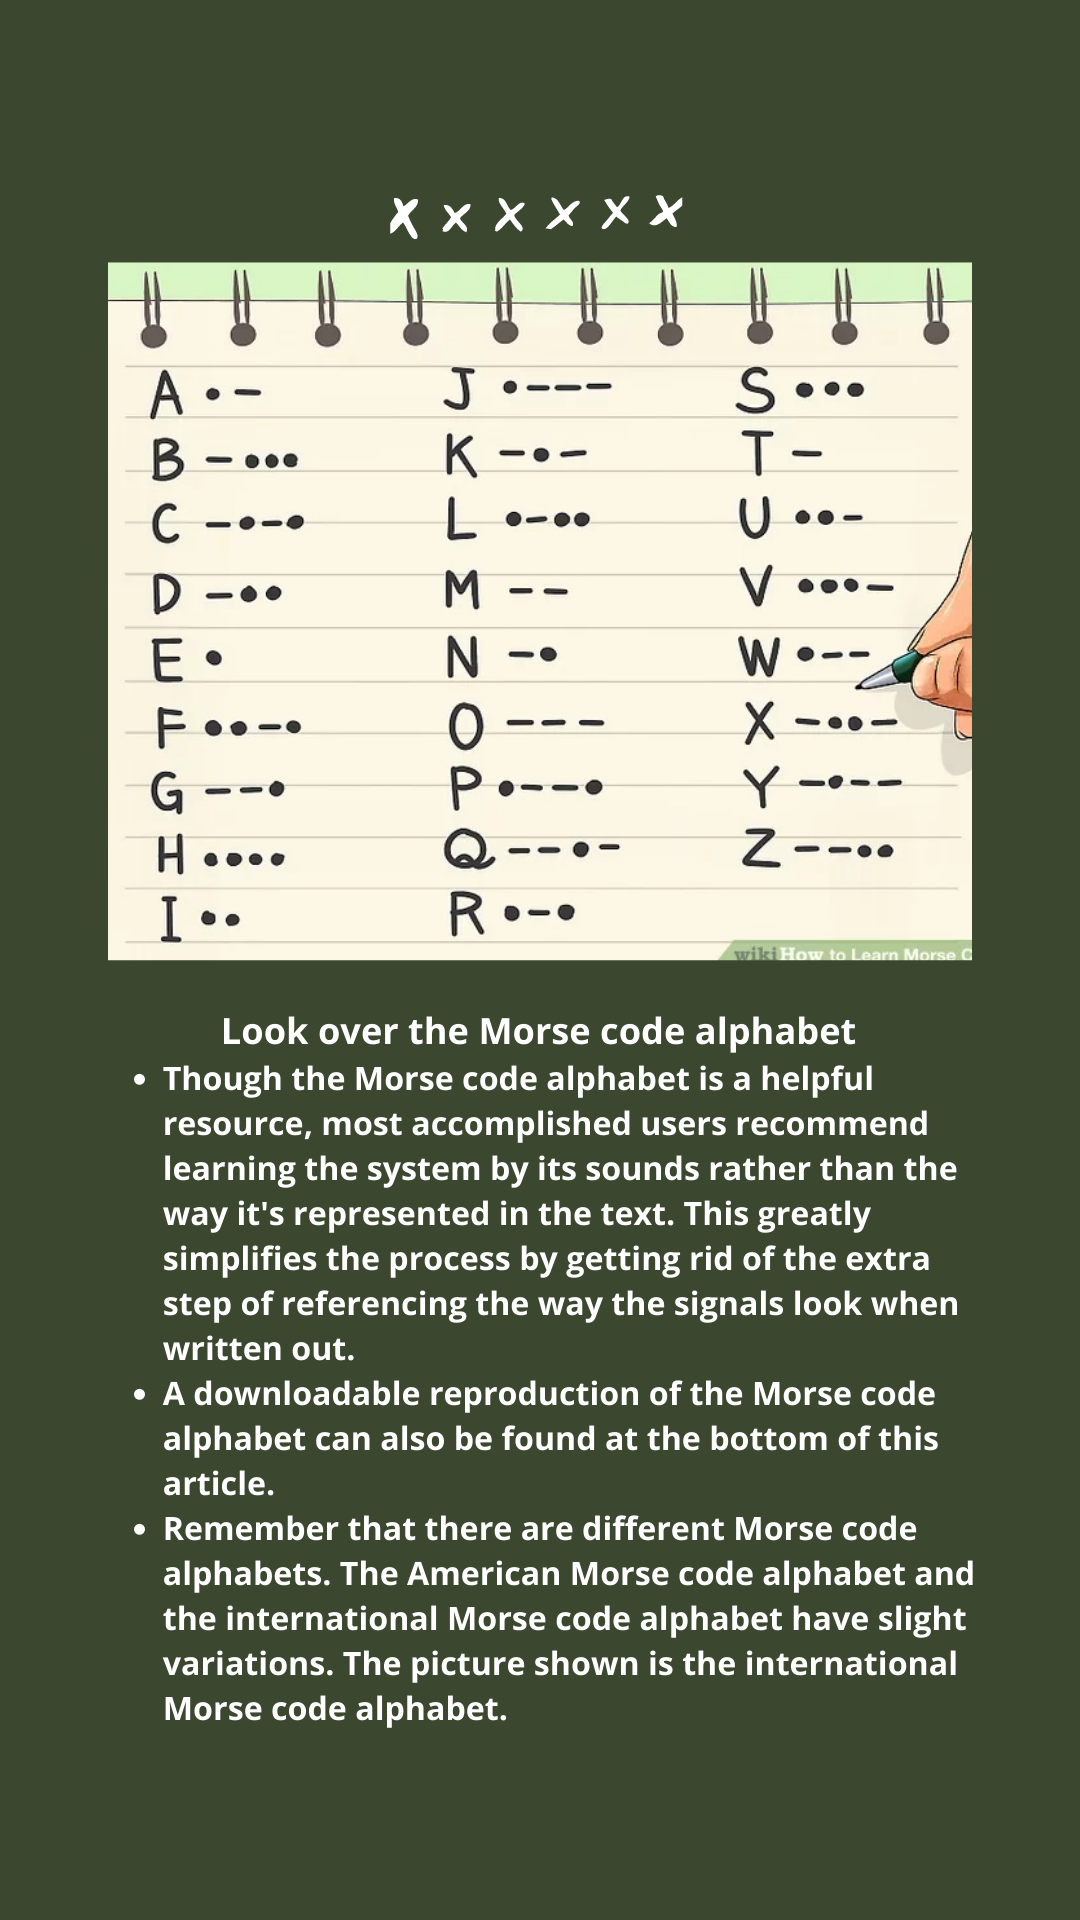 x x x x x x
A •–
J •–––
S •••
B –•••
K –•–
T –
C –•–•
L •–••
U ••–
D –••
M ––
V •••–
E •
N –•
W •––
F ••–•
O –––
X –••–
G ––•
P •––•
Y –•––
H ••••
Q ––•–
Z ––••
I ••
R •–•
wikiHow to Learn Morse C
Look over the Morse code alphabet
• Though the Morse code alphabet is a helpful
resource, most accomplished users recommend
learning the system by its sounds rather than the
way it's represented in the text. This greatly
simplifies the process by getting rid of the extra
step of referencing the way the signals look when
written out.
• A downloadable reproduction of the Morse code
alphabet can also be found at the bottom of this
article.
• Remember that there are different Morse code
alphabets. The American Morse code alphabet and
the international Morse code alphabet have slight
variations. The picture shown is the international
Morse code alphabet.